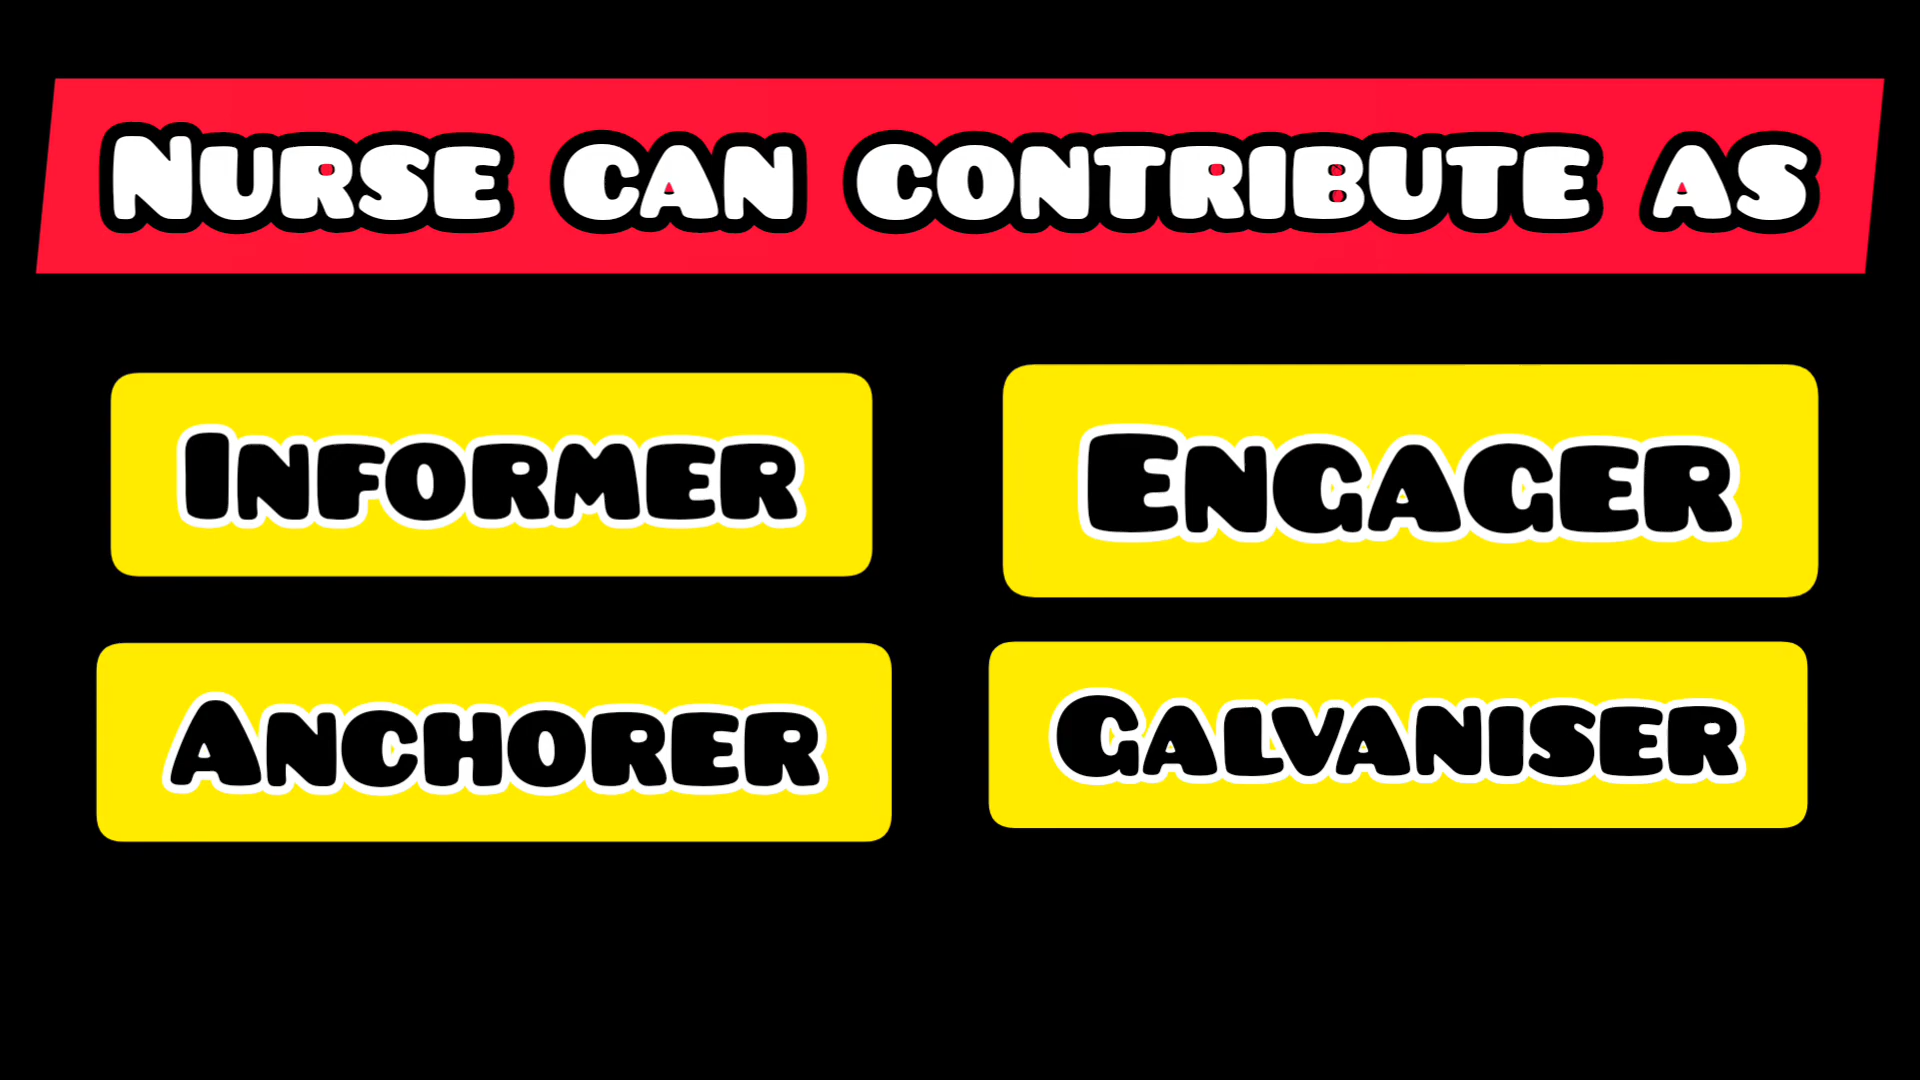 Nurse can contribute as
Informer
Engager
Anchorer
Galvaniser